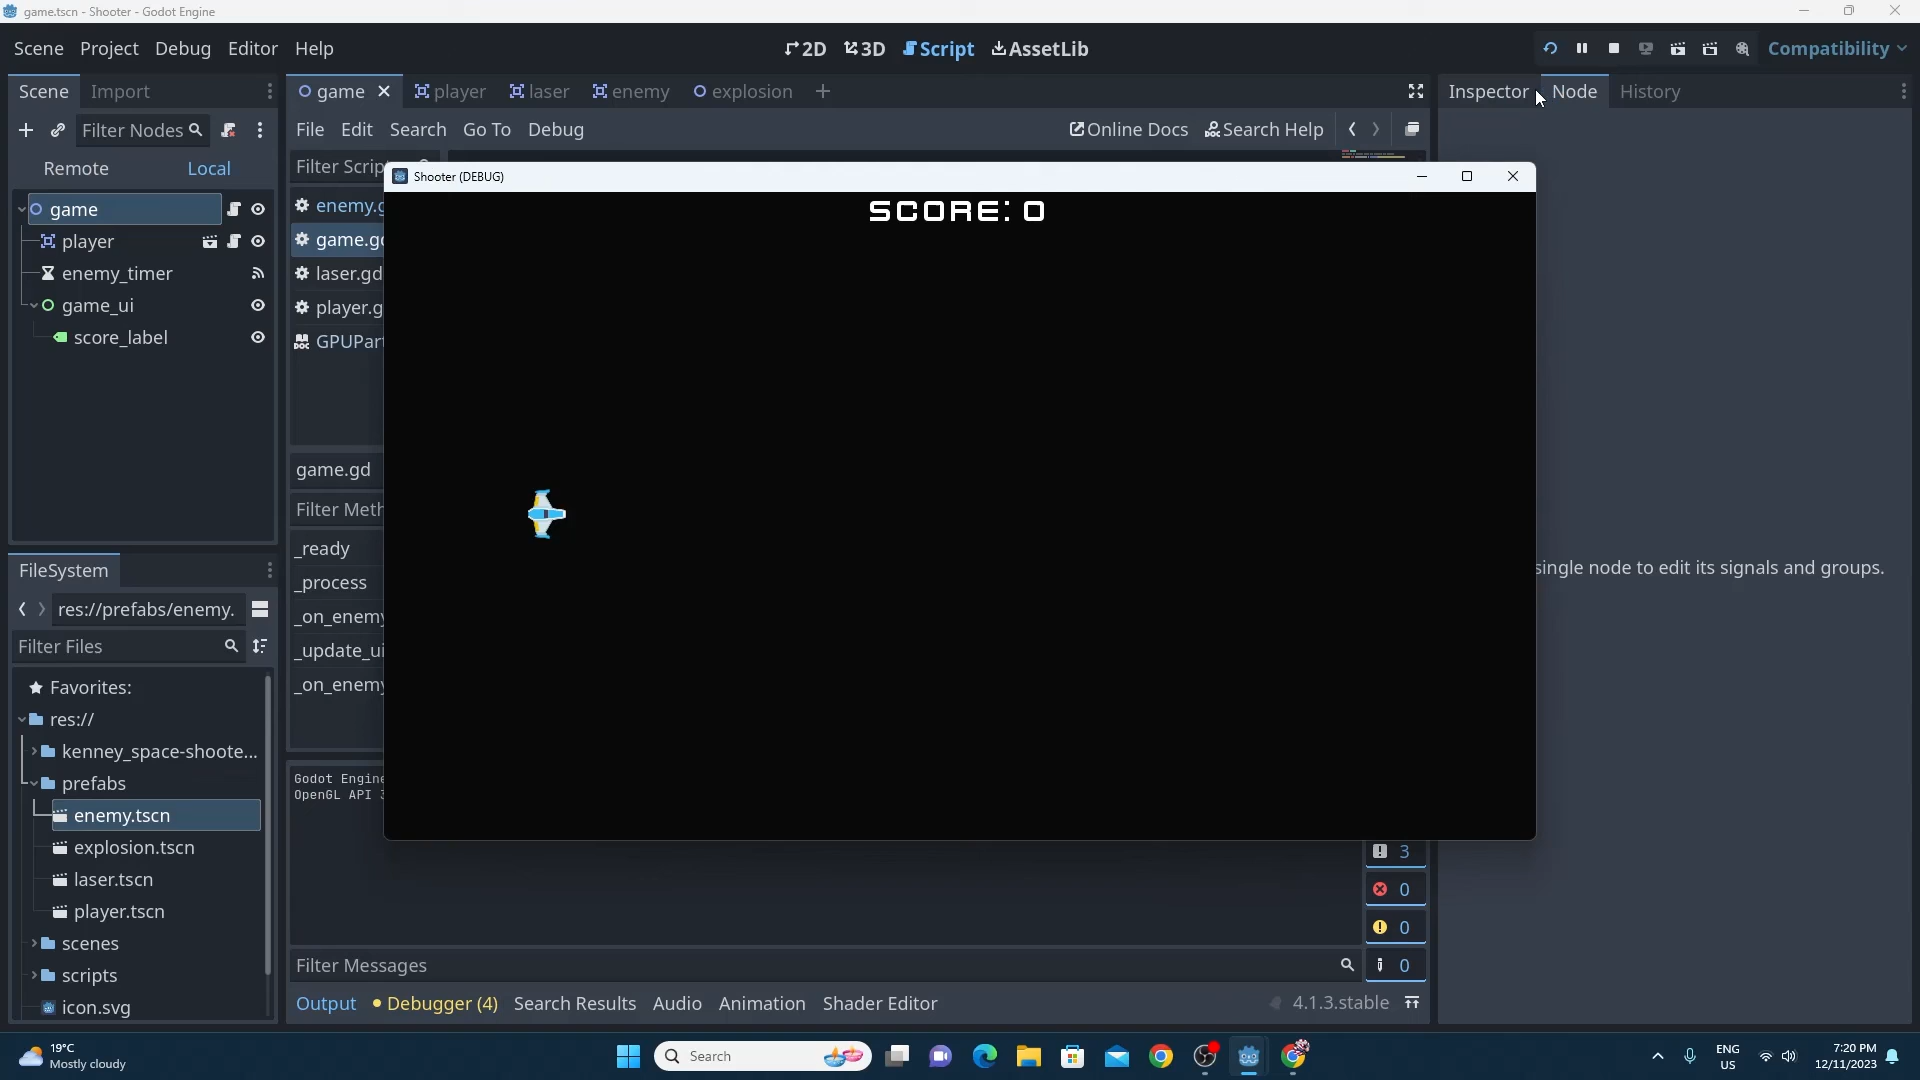 game.tscn - Shooter - Godot Engine
Scene Project Debug Editor Help
2D 3D Script AssetLib
Compatibility
Scene Import
game player laser enemy explosion
Inspector Node History
Filter Nodes
File Edit Search Go To Debug
Online Docs Search Help
Remote Local
game
player
enemy_timer
game_ui
score_label
Filter Script
enemy.g
game.gd
laser.gd
player.g
GPUPart
game.gd
Filter Meth
_ready
_process
_on_enemy
_update_ui
_on_enemy
Shooter (DEBUG)
SCORE: 0
single node to edit its signals and groups.
FileSystem
res://prefabs/enemy.
Filter Files
Favorites:
res://
kenney_space-shoote...
prefabs
enemy.tscn
explosion.tscn
laser.tscn
player.tscn
scenes
scripts
icon.svg
Godot Engine
OpenGL API 3
3
0
0
0
Filter Messages
Output Debugger (4) Search Results Audio Animation Shader Editor
4.1.3.stable
19°C
Mostly cloudy
Search
ENG
US
7:20 PM
12/11/2023